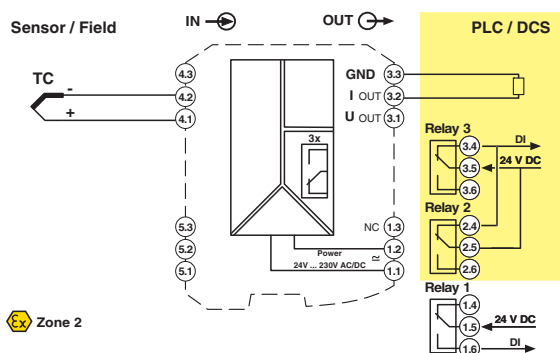 Sensor / Field
IN
OUT
PLC / DCS
TC
-
+
4.3
4.2
4.1
GND 3.3
I OUT 3.2
U OUT 3.1
3x
Relay 3
3.4 DI
3.5 24 V DC
3.6
Relay 2
2.4
2.5
2.6
5.3
5.2
5.1
NC 1.3
Power 1.2
24V ... 230V AC/DC ≂ 1.1
Relay 1
1.4
1.5 24 V DC
1.6 DI
Ex Zone 2